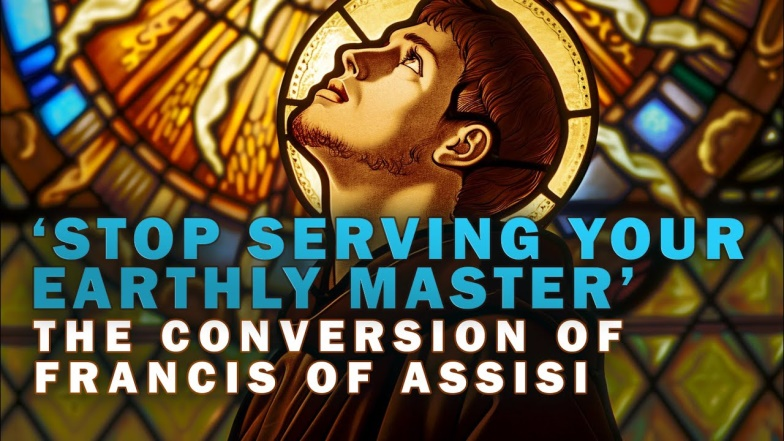 ‘STOP SERVING YOUR
EARTHLY MASTER’
THE CONVERSION OF
FRANCIS OF ASSISI